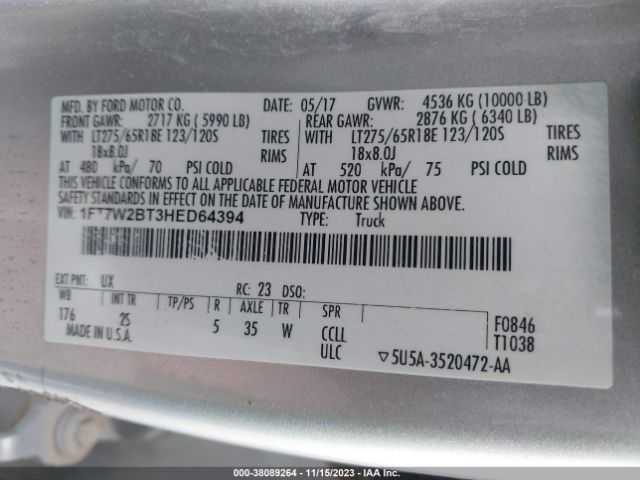 MFD. BY FORD MOTOR CO. DATE: 05/17 GVWR: 4536 KG (10000 LB)
FRONT GAWR: 2717 KG ( 5990 LB) REAR GAWR: 2876 KG ( 6340 LB)
WITH LT275/65R18E 123/120S TIRES WITH LT275/65R18E 123/120S TIRES
18x8.0J RIMS 18x8.0J RIMS
AT 480 kPa/ 70 PSI COLD AT 520 kPa/ 75 PSI COLD
THIS VEHICLE CONFORMS TO ALL APPLICABLE FEDERAL MOTOR VEHICLE
SAFETY STANDARDS IN EFFECT ON THE DATE OF MANUFACTURE SHOWN ABOVE.
VIN: 1FT7W2BT3HED64394 TYPE: Truck
EXT PNT: UX RC: 23 DSO:
WB INT TR TP/PS R AXLE TR SPR F0846
176 25 5 35 W CCLL T1038
MADE IN U.S.A. ULC ▽5U5A-3520472-AA
000-38089264 - 11/15/2023 - IAA Inc.